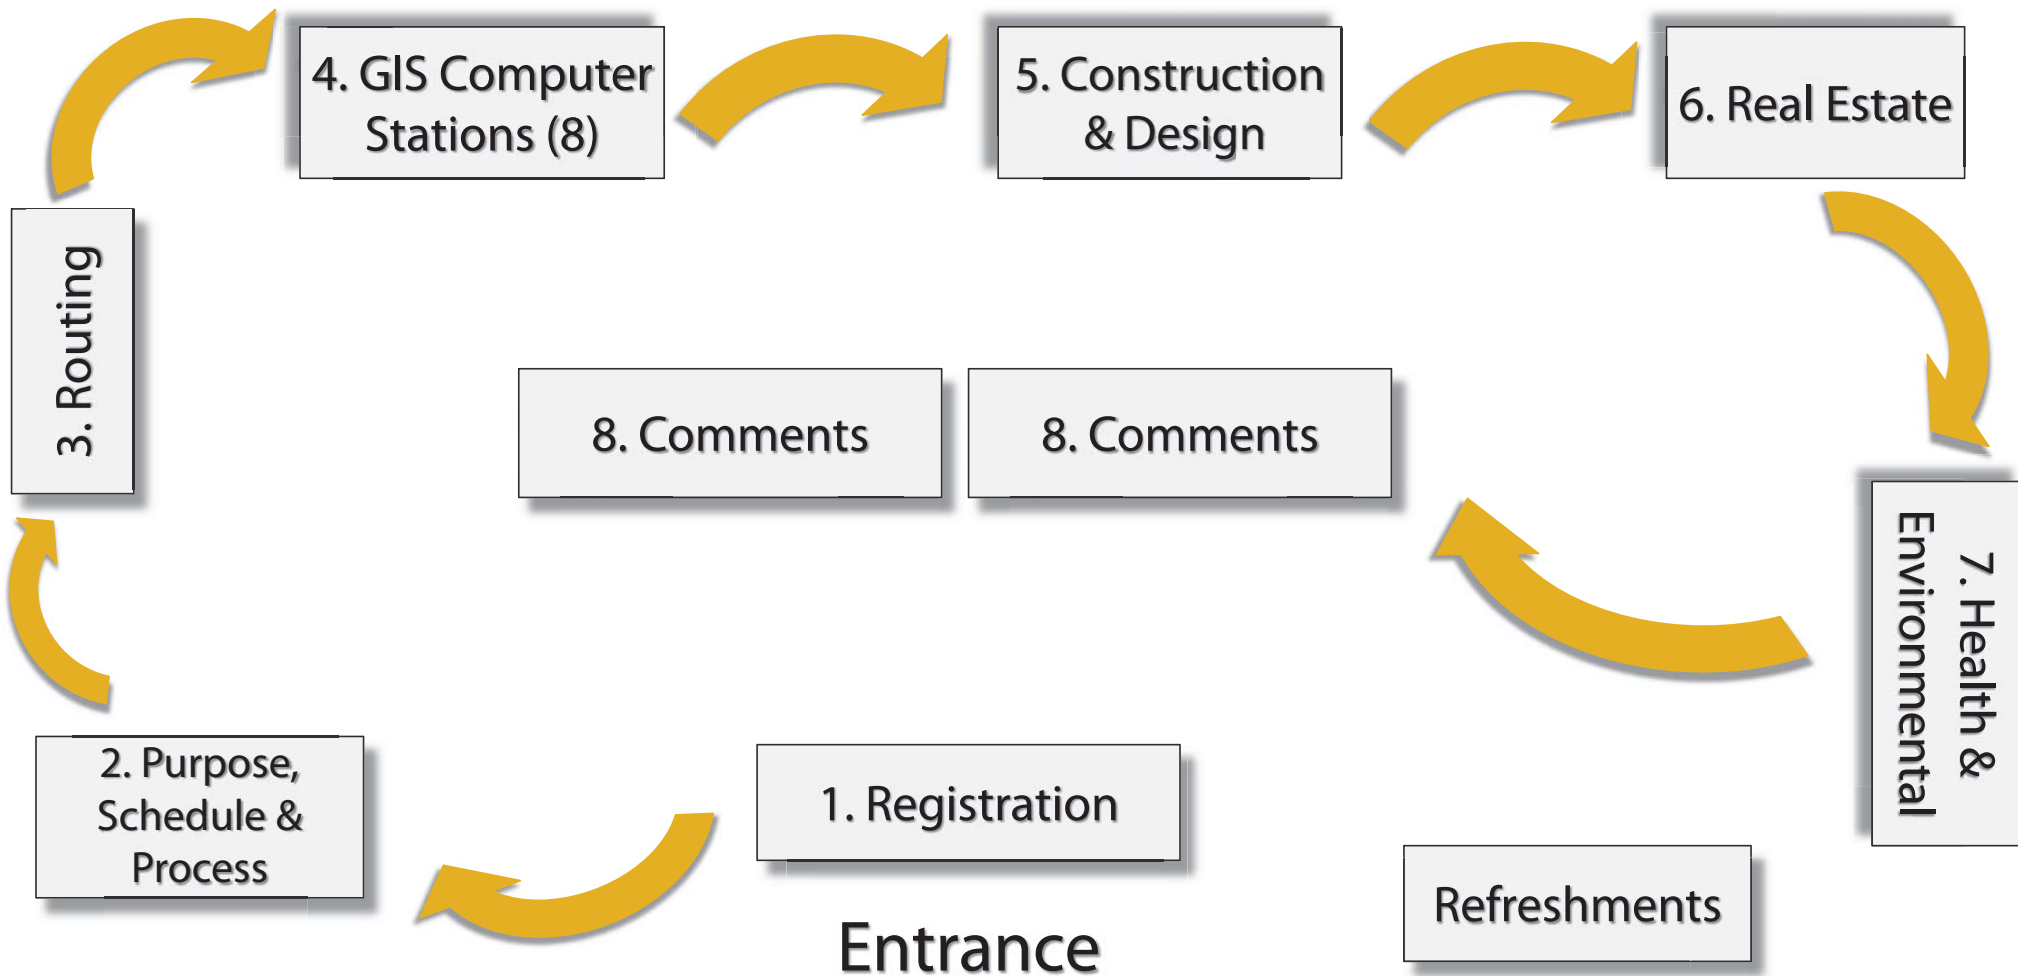 4. GIS Computer
Stations (8)
5. Construction
& Design
6. Real Estate
3. Routing
8. Comments
8. Comments
7. Health &
Environmental
2. Purpose,
Schedule &
Process
1. Registration
Refreshments
Entrance